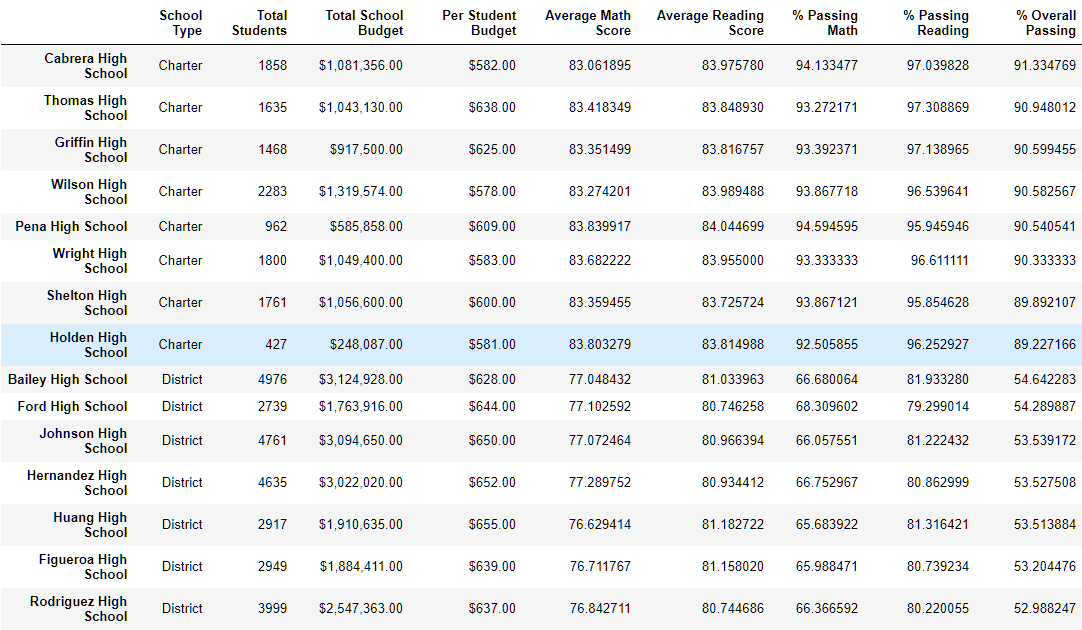 School Type Total Students Total School Budget Per Student Budget Average Math Score Average Reading Score % Passing Math % Passing Reading % Overall Passing
Cabrera High School Charter 1858 $1,081,356.00 $582.00 83.061895 83.975780 94.133477 97.039828 91.334769
Thomas High School Charter 1635 $1,043,130.00 $638.00 83.418349 83.848930 93.272171 97.308869 90.948012
Griffin High School Charter 1468 $917,500.00 $625.00 83.351499 83.816757 93.392371 97.138965 90.599455
Wilson High School Charter 2283 $1,319,574.00 $578.00 83.274201 83.989488 93.867718 96.539641 90.582567
Pena High School Charter 962 $585,858.00 $609.00 83.839917 84.044699 94.594595 95.945946 90.540541
Wright High School Charter 1800 $1,049,400.00 $583.00 83.682222 83.955000 93.333333 96.611111 90.333333
Shelton High School Charter 1761 $1,056,600.00 $600.00 83.359455 83.725724 93.867121 95.854628 89.892107
Holden High School Charter 427 $248,087.00 $581.00 83.803279 83.814988 92.505855 96.252927 89.227166
Bailey High School District 4976 $3,124,928.00 $628.00 77.048432 81.033963 66.680064 81.933280 54.642283
Ford High School District 2739 $1,763,916.00 $644.00 77.102592 80.746258 68.309602 79.299014 54.289887
Johnson High School District 4761 $3,094,650.00 $650.00 77.072464 80.966394 66.057551 81.222432 53.539172
Hernandez High School District 4635 $3,022,020.00 $652.00 77.289752 80.934412 66.752967 80.862999 53.527508
Huang High School District 2917 $1,910,635.00 $655.00 76.629414 81.182722 65.683922 81.316421 53.513884
Figueroa High School District 2949 $1,884,411.00 $639.00 76.711767 81.158020 65.988471 80.739234 53.204476
Rodriguez High School District 3999 $2,547,363.00 $637.00 76.842711 80.744686 66.366592 80.220055 52.988247